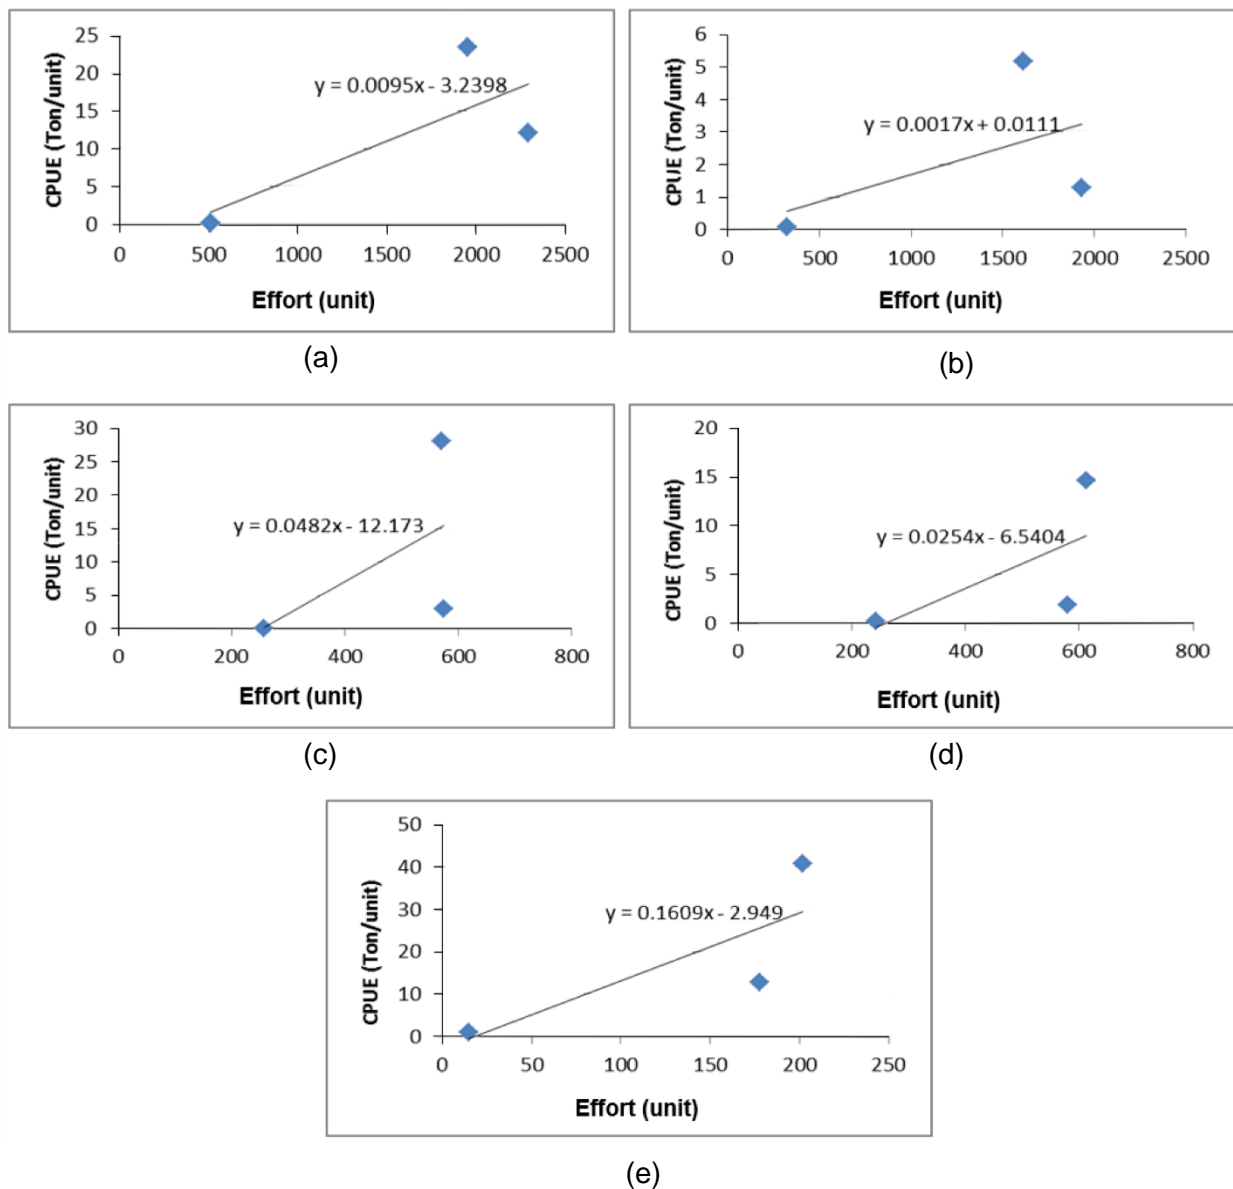 CPUE (Ton/unit)
25
20
15
10
5
0
y = 0.0095x - 3.2398
0 500 1000 1500 2000 2500
Effort (unit)
(a)
CPUE (Ton/unit)
6
5
4
3
2
1
0
y = 0.0017x + 0.0111
0 500 1000 1500 2000 2500
Effort (unit)
(b)
CPUE (Ton/unit)
30
25
20
15
10
5
0
y = 0.0482x - 12.173
0 200 400 600 800
Effort (unit)
(c)
CPUE (Ton/unit)
20
15
10
5
0
y = 0.0254x - 6.5404
0 200 400 600 800
Effort (unit)
(d)
CPUE (Ton/unit)
50
40
30
20
10
0
y = 0.1609x - 2.949
0 50 100 150 200 250
Effort (unit)
(e)